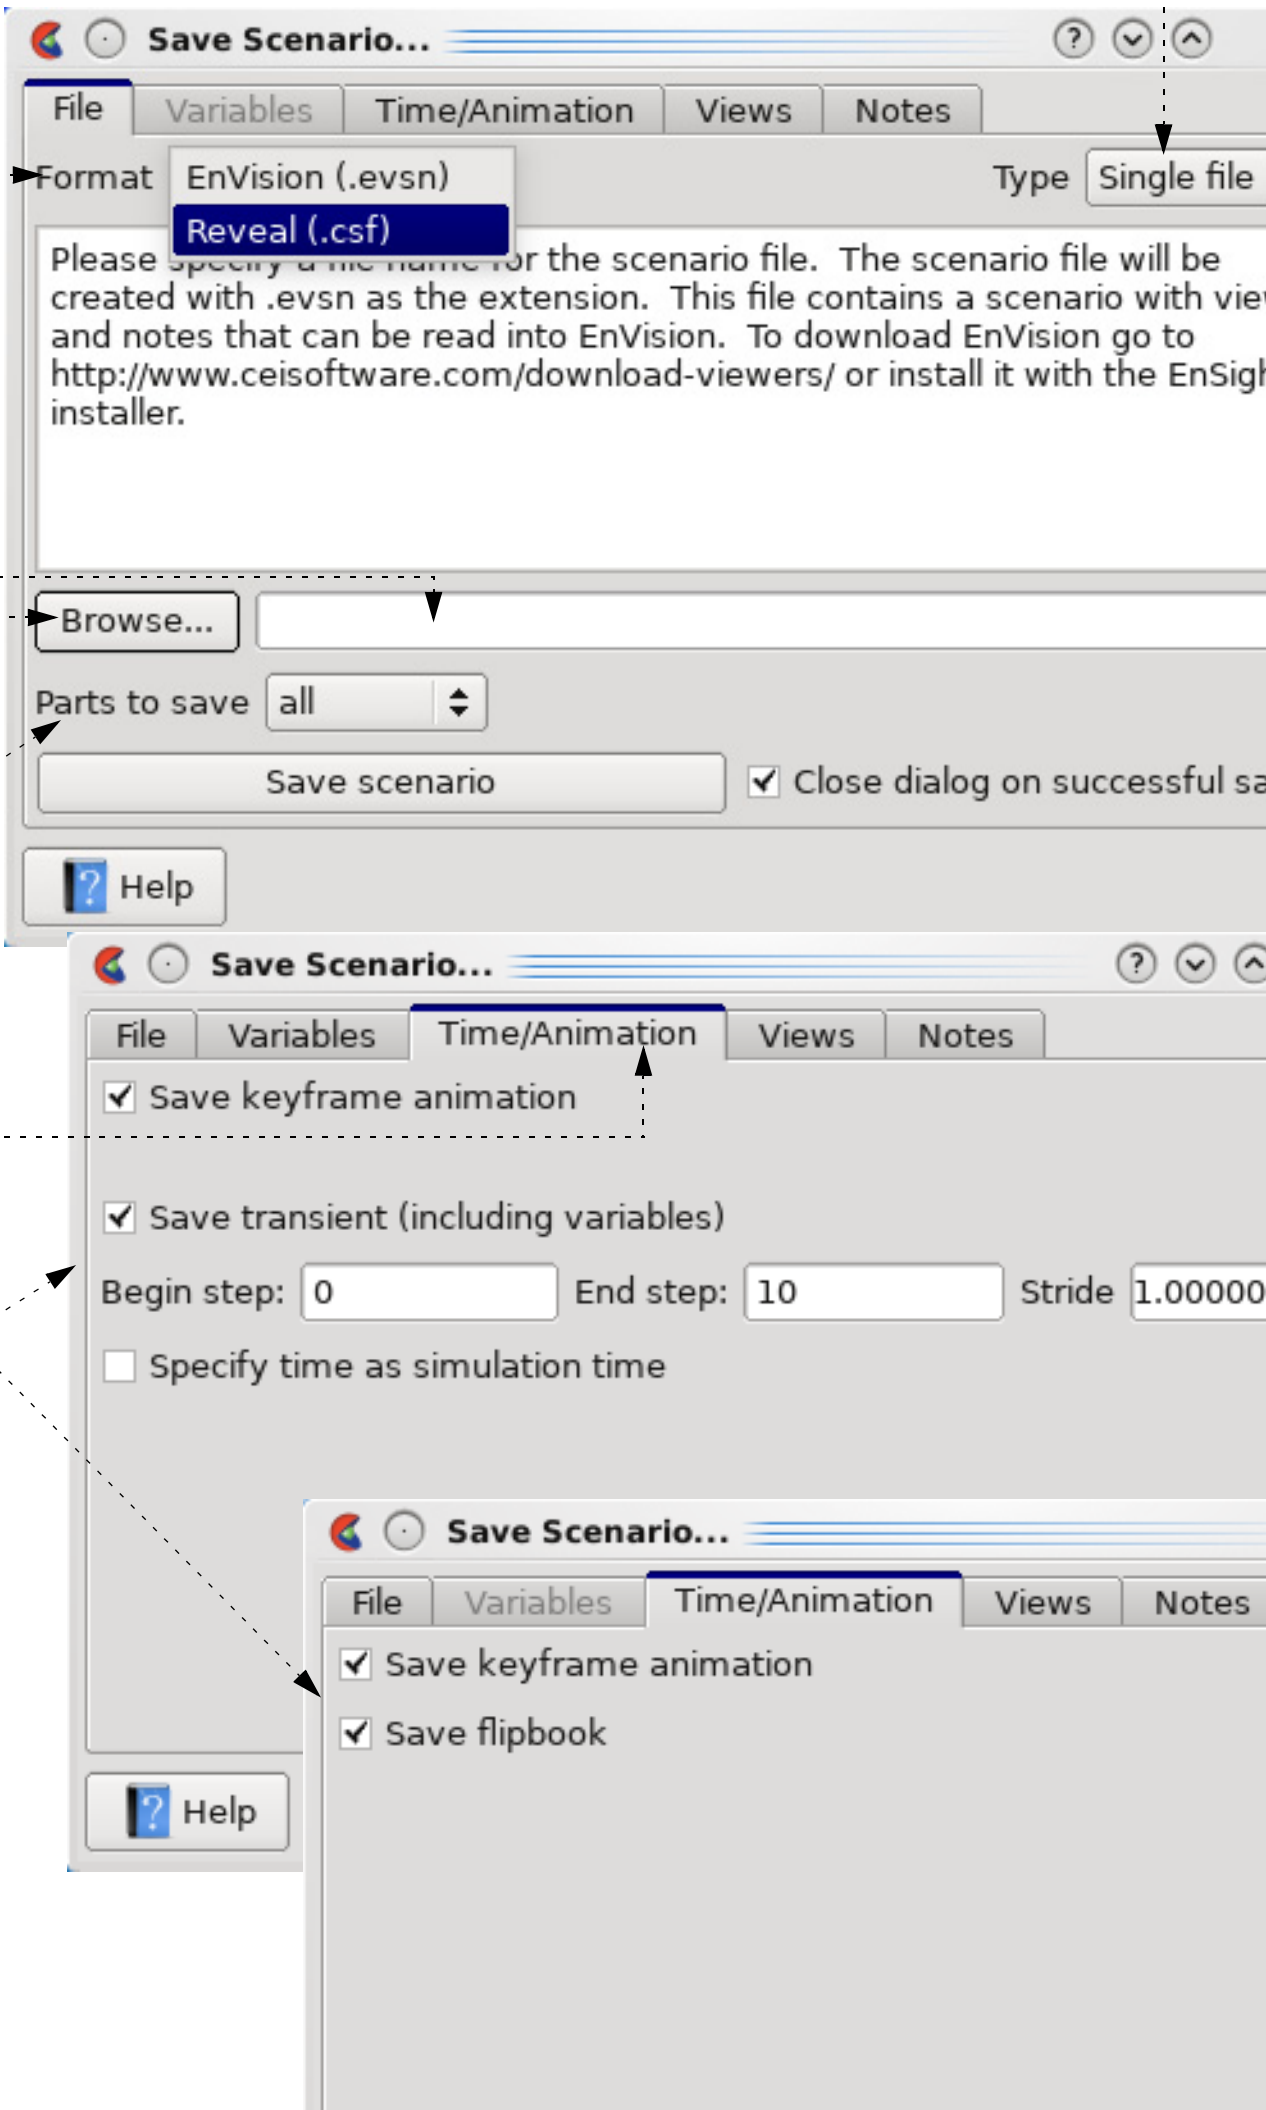 Save Scenario...
File Variables Time/Animation Views Notes
Format EnVision (.evsn) Type Single file
Reveal (.csf)
Please specify a file name for the scenario file. The scenario file will be
created with .evsn as the extension. This file contains a scenario with
and notes that can be read into EnVision. To download EnVision go to
http://www.ceisoftware.com/download-viewers/ or install it with the
installer.
Browse...
Parts to save all
Save scenario Close dialog on successful
? Help
Save Scenario...
File Variables Time/Animation Views Notes
Save keyframe animation
Save transient (including variables)
Begin step: 0 End step: 10 Stride 1.00000
Specify time as simulation time
Save Scenario...
File Variables Time/Animation Views Notes
Save keyframe animation
Save flipbook
? Help